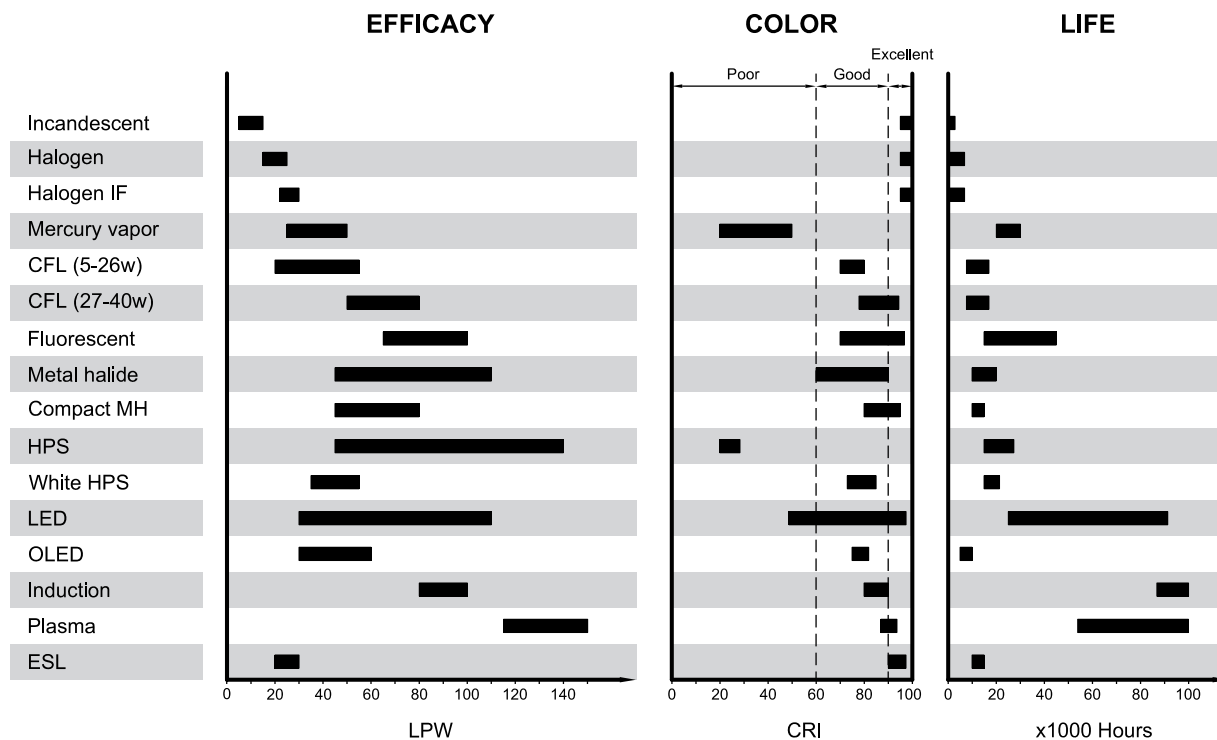 EFFICACY COLOR LIFE
Excellent
Poor Good
Incandescent
Halogen
Halogen IF
Mercury vapor
CFL (5-26w)
CFL (27-40w)
Fluorescent
Metal halide
Compact MH
HPS
White HPS
LED
OLED
Induction
Plasma
ESL
0 20 40 60 80 100 120 140 0 20 40 60 80 100 0 20 40 60 80 100
LPW CRI x1000 Hours